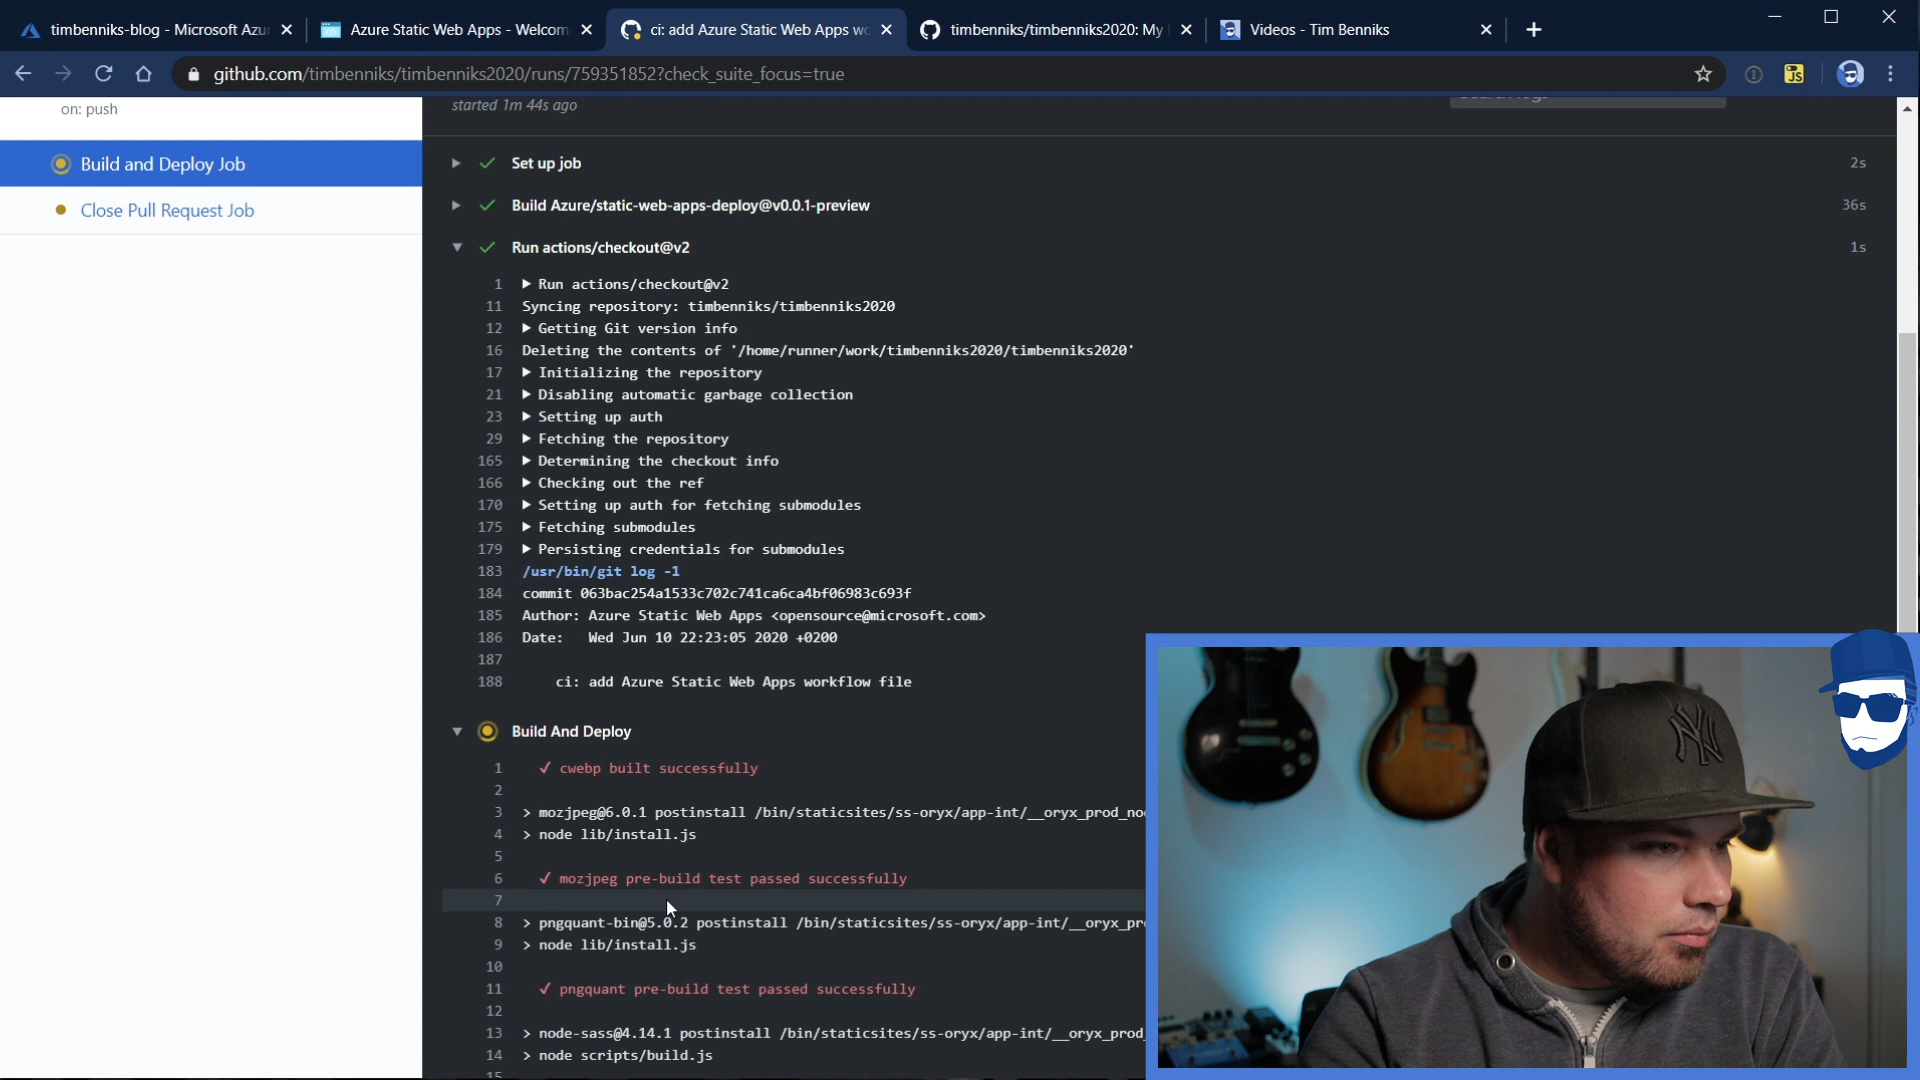 timbenniks-blog - Microsoft Azur
Azure Static Web Apps - Welcom
ci: add Azure Static Web Apps wo
timbenniks/timbenniks2020: My
Videos - Tim Benniks
github.com/timbenniks/timbenniks2020/runs/759351852?check_suite_focus=true
JS
on: push
started 1m 44s ago
Build and Deploy Job
Close Pull Request Job
Set up job 2s
Build Azure/static-web-apps-deploy@v0.0.1-preview 36s
Run actions/checkout@v2 1s
1 Run actions/checkout@v2
11 Syncing repository: timbenniks/timbenniks2020
12 Getting Git version info
16 Deleting the contents of '/home/runner/work/timbenniks2020/timbenniks2020'
17 Initializing the repository
21 Disabling automatic garbage collection
23 Setting up auth
29 Fetching the repository
165 Determining the checkout info
166 Checking out the ref
170 Setting up auth for fetching submodules
175 Fetching submodules
179 Persisting credentials for submodules
183 /usr/bin/git log -1
184 commit 063bac254a1533c702c741ca6ca4bf06983c693f
185 Author: Azure Static Web Apps <opensource@microsoft.com>
186 Date: Wed Jun 10 22:23:05 2020 +0200
187
188 ci: add Azure Static Web Apps workflow file
Build And Deploy
1 ✓ cwebp built successfully
2
3 > mozjpeg@6.0.1 postinstall /bin/staticsites/ss-oryx/app-int/__oryx_prod_no
4 > node lib/install.js
5
6 ✓ mozjpeg pre-build test passed successfully
7
8 > pngquant-bin@5.0.2 postinstall /bin/staticsites/ss-oryx/app-int/__oryx_pr
9 > node lib/install.js
10
11 ✓ pngquant pre-build test passed successfully
12
13 > node-sass@4.14.1 postinstall /bin/staticsites/ss-oryx/app-int/__oryx_prod_
14 > node scripts/build.js
15
NY